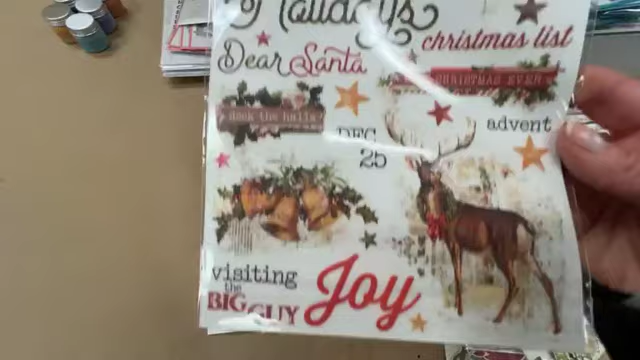 Holidays
christmas list
Dear Santa
CHRISTMAS EVER
deck the halls
DEC
25
advent
visiting
the
BIG GUY
Joy